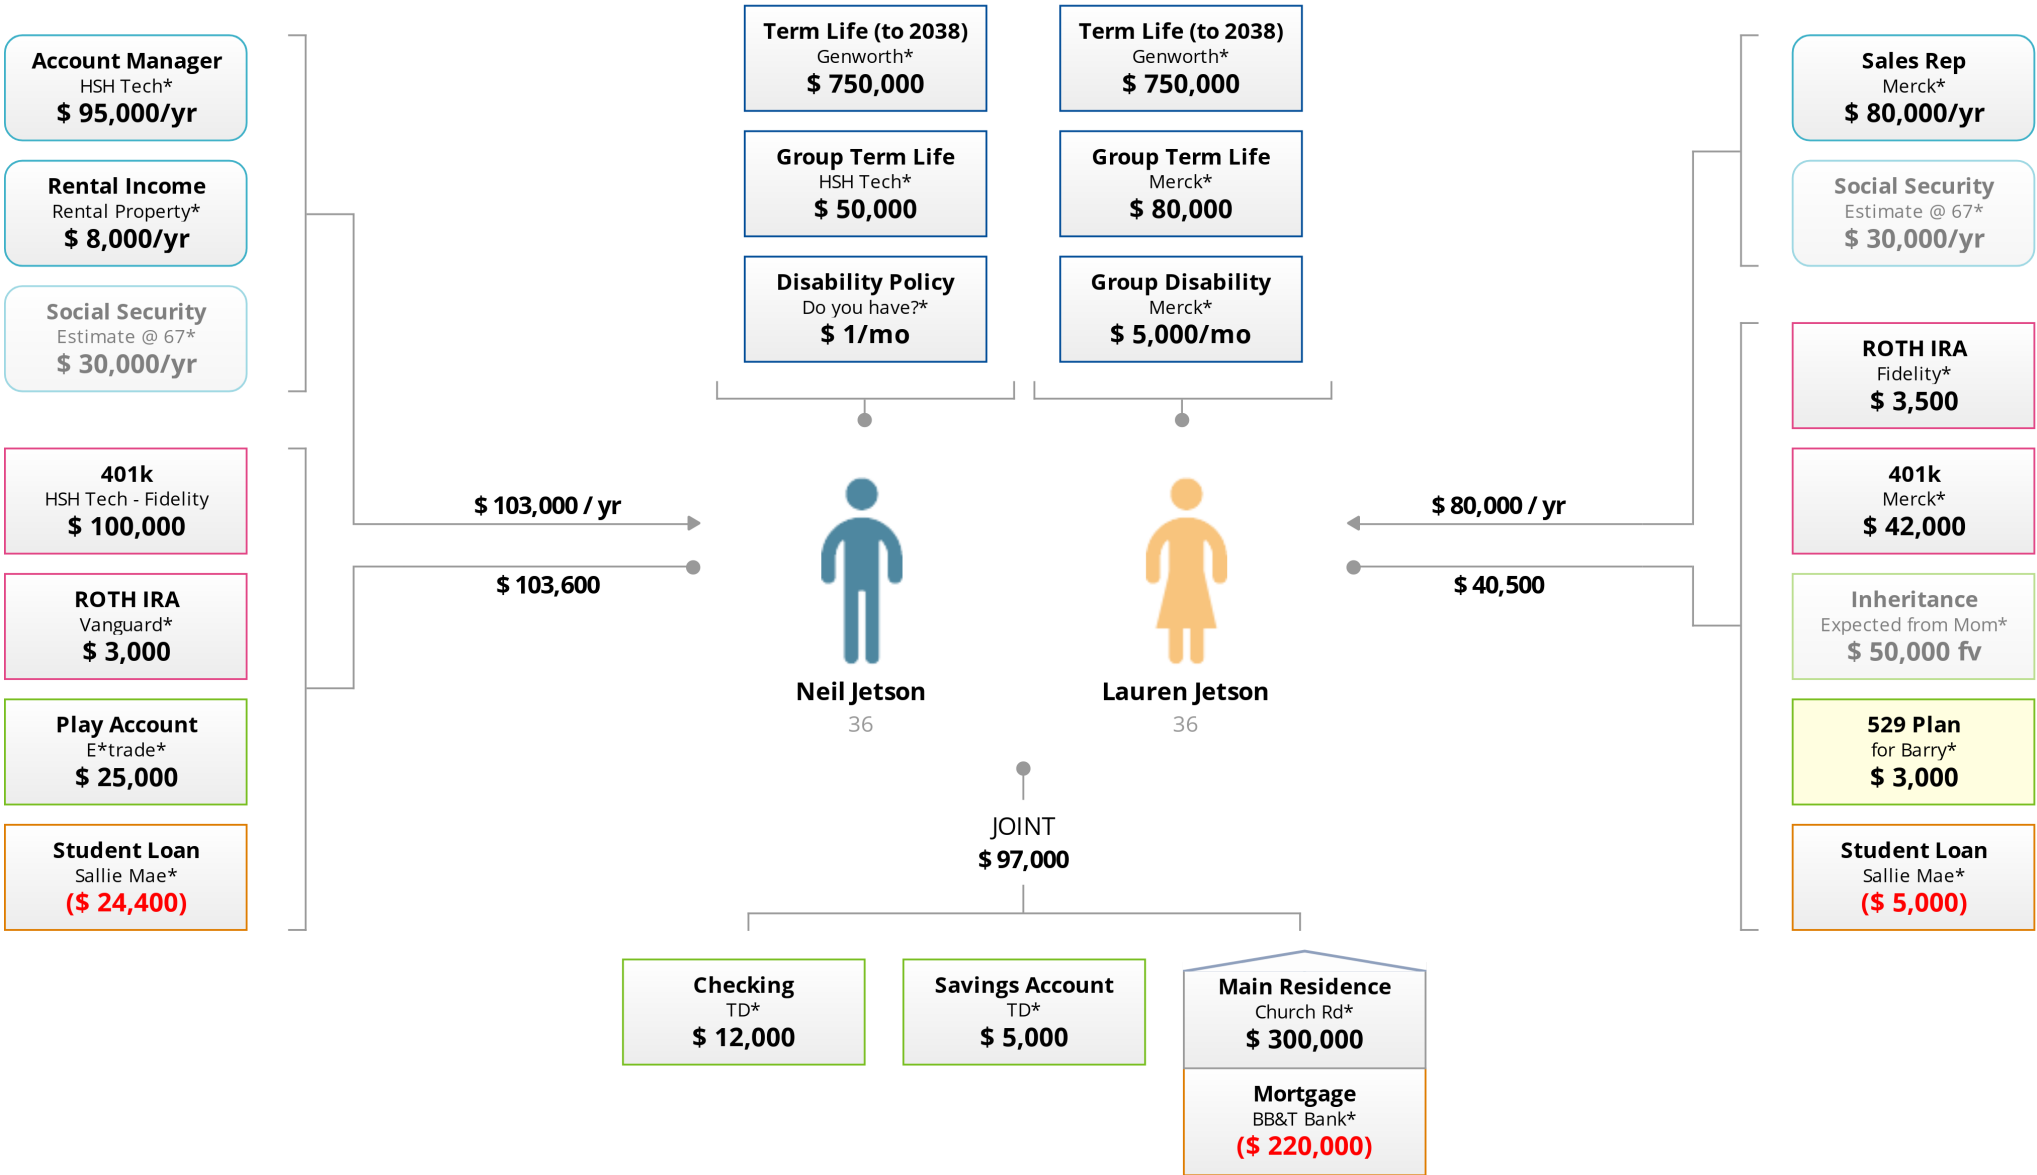 Account Manager
HSH Tech*
$ 95,000/yr
Rental Income
Rental Property*
$ 8,000/yr
Social Security
Estimate @ 67*
$ 30,000/yr
401k
HSH Tech - Fidelity
$ 100,000
ROTH IRA
Vanguard*
$ 3,000
Play Account
E*trade*
$ 25,000
Student Loan
Sallie Mae*
($ 24,400)
$ 103,000 / yr
$ 103,600
Term Life (to 2038)
Genworth*
$ 750,000
Group Term Life
HSH Tech*
$ 50,000
Disability Policy
Do you have?*
$ 1/mo
Term Life (to 2038)
Genworth*
$ 750,000
Group Term Life
Merck*
$ 80,000
Group Disability
Merck*
$ 5,000/mo
Neil Jetson
36
Lauren Jetson
36
JOINT
$ 97,000
Checking
TD*
$ 12,000
Savings Account
TD*
$ 5,000
Main Residence
Church Rd*
$ 300,000
Mortgage
BB&T Bank*
($ 220,000)
$ 80,000 / yr
$ 40,500
Sales Rep
Merck*
$ 80,000/yr
Social Security
Estimate @ 67*
$ 30,000/yr
ROTH IRA
Fidelity*
$ 3,500
401k
Merck*
$ 42,000
Inheritance
Expected from Mom*
$ 50,000 fv
529 Plan
for Barry*
$ 3,000
Student Loan
Sallie Mae*
($ 5,000)